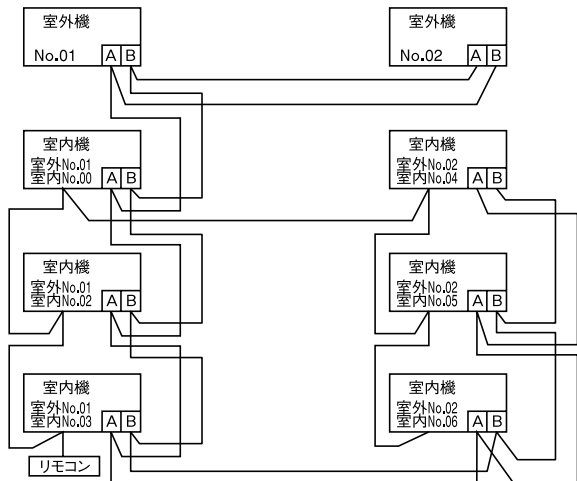 室外機
No.01 A B
室外機
No.02 A B
室内機
室外No.01
室内No.00 A B
室内機
室外No.02
室内No.04 A B
室内機
室外No.01
室内No.02 A B
室内機
室外No.02
室内No.05 A B
室内機
室外No.01
室内No.03 A B
室内機
室外No.02
室内No.06 A B
リモコン